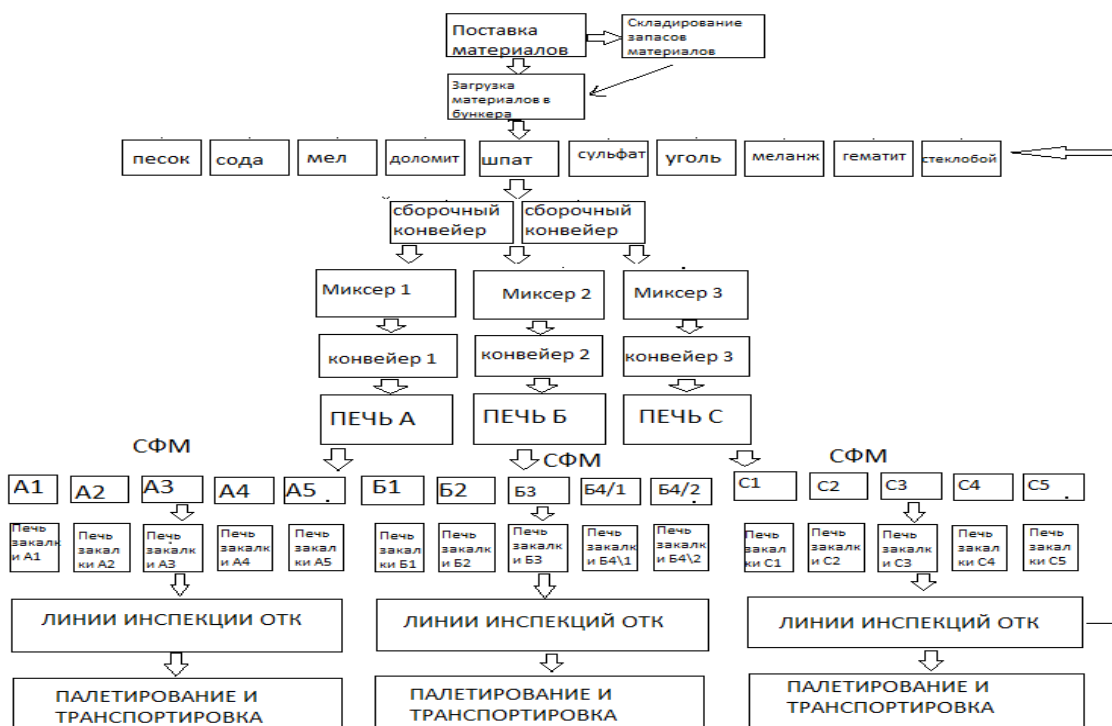 Поставка
материалов
Складирование
запасов
материалов
Загрузка
материалов в
бункера
песок
сода
мел
доломит
шпат
сульфат
уголь
меланж
гематит
стеклобой
сборочный
конвейер
сборочный
конвейер
Миксер 1
Миксер 2
Миксер 3
конвейер 1
конвейер 2
конвейер 3
ПЕЧЬ А
ПЕЧЬ Б
ПЕЧЬ С
СФМ
СФМ
СФМ
А1
А2
А3
А4
А5
Б1
Б2
Б3
Б4/1
Б4/2
С1
С2
С3
С4
С5
Печь
закалк
и А1
Печь
закал
ки А2
Печь
закалк
и А3
Печь
закалк
и А4
Печь
закал
ки А5
Печь
закал
ки Б1
Печь
закалк
и Б2
Печь
закалк
и Б3
Печь
закалк
и Б4\1
Печь
закалк
и Б4\2
Печь
закал
ки С1
Печь
закалк
и С2
Печь
закалк
и С3
Печь
закалк
и С4
Печь
закал
ки С5
ЛИНИИ ИНСПЕКЦИИ ОТК
ЛИНИИ ИНСПЕКЦИЙ ОТК
ЛИНИИ ИНСПЕКЦИЙ ОТК
ПАЛЕТИРОВАНИЕ И
ТРАНСПОРТИРОВКА
ПАЛЕТИРОВАНИЕ И
ТРАНСПОРТИРОВКА
ПАЛЕТИРОВАНИЕ И
ТРАНСПОРТИРОВКА